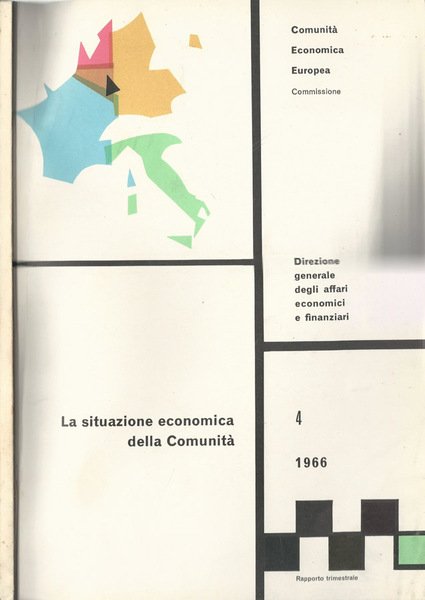 Comunità
Economica
Europea
Commissione
Direzione
generale
degli affari
economici
e finanziari
La situazione economica
della Comunità
4
1966
Rapporto trimestrale